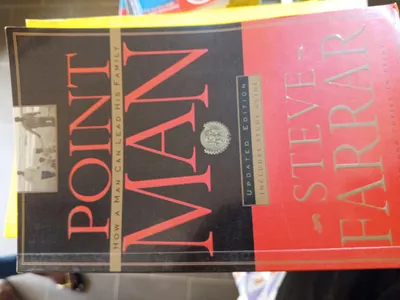 POINT
MAN
HOW A MAN CAN LEAD HIS FAMILY
UPDATED EDITION
INCLUDES STUDY GUIDE
STEVE
FARRAR